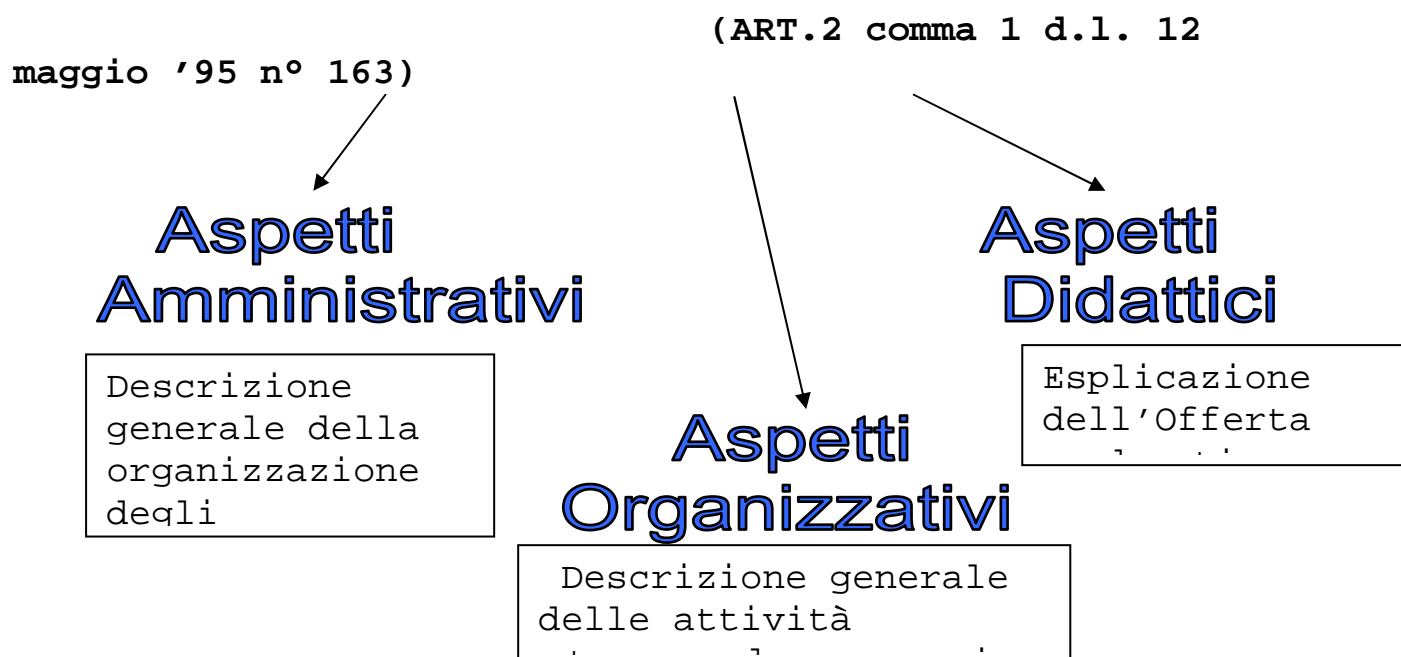 (ART.2 comma 1 d.l. 12
maggio ’95 n° 163)
Aspetti
Amministrativi
Descrizione
generale della
organizzazione
degli
Aspetti
Organizzativi
Descrizione generale
delle attività
Aspetti
Didattici
Esplicazione
dell’Offerta